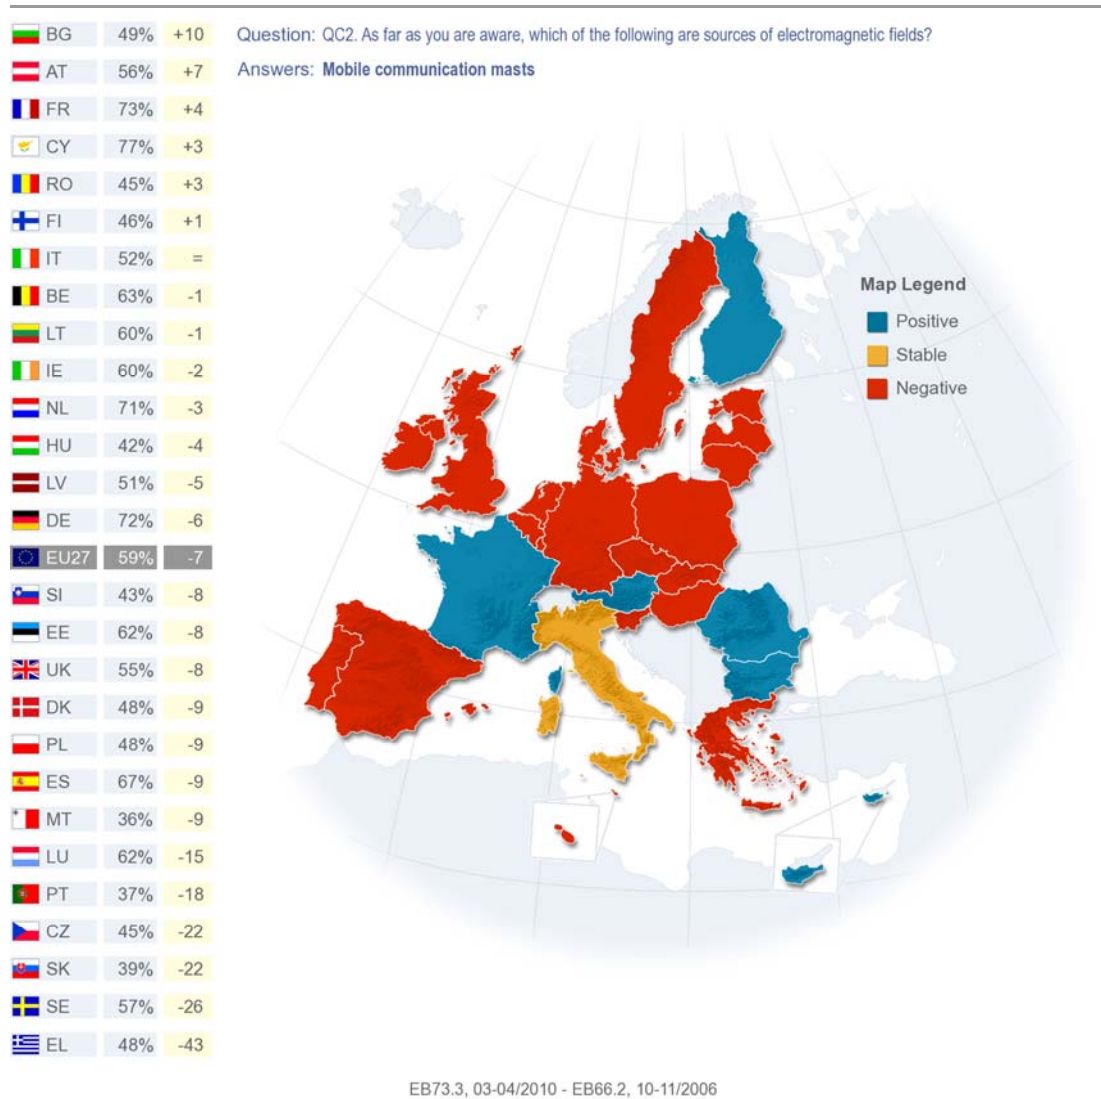 Question: QC2. As far as you are aware, which of the following are sources of electromagnetic fields?
Answers: Mobile communication masts
BG 49% +10
AT 56% +7
FR 73% +4
CY 77% +3
RO 45% +3
FI 46% +1
IT 52% =
BE 63% -1
LT 60% -1
IE 60% -2
NL 71% -3
HU 42% -4
LV 51% -5
DE 72% -6
EU27 59% -7
SI 43% -8
EE 62% -8
UK 55% -8
DK 48% -9
PL 48% -9
ES 67% -9
MT 36% -9
LU 62% -15
PT 37% -18
CZ 45% -22
SK 39% -22
SE 57% -26
EL 48% -43
Map Legend
Positive
Stable
Negative
EB73.3, 03-04/2010 - EB66.2, 10-11/2006